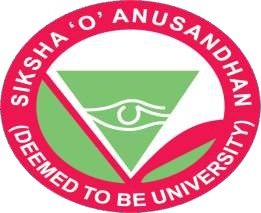 SIKSHA 'O' ANUSANDHAN
(DEEMED TO BE UNIVERSITY)